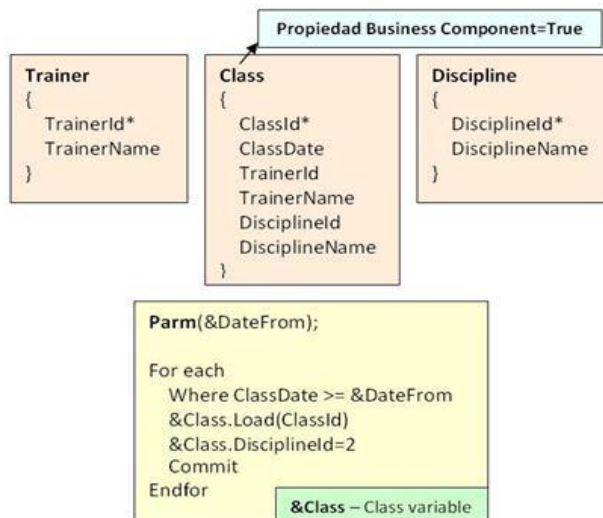 Propiedad Business Component=True
Trainer
{
TrainerId*
TrainerName
}
Class
{
ClassId*
ClassDate
TrainerId
TrainerName
DisciplineId
DisciplineName
}
Discipline
{
DisciplineId*
DisciplineName
}
Parm(&DateFrom);
For each
Where ClassDate >= &DateFrom
&Class.Load(ClassId)
&Class.DisciplineId=2
Commit
Endfor
&Class – Class variable